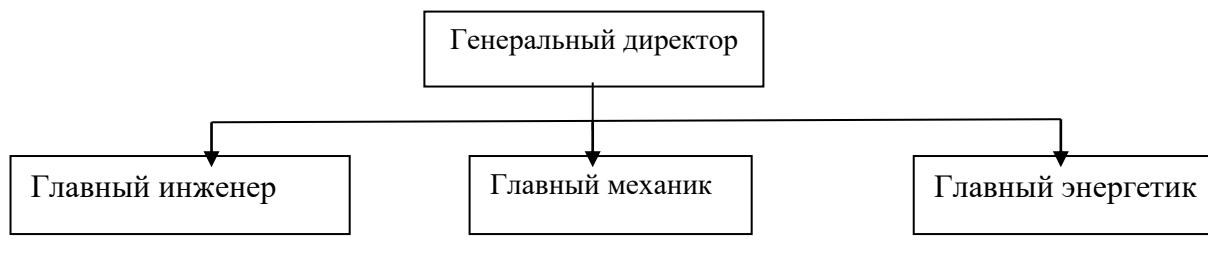 Генеральный директор
Главный инженер
Главный механик
Главный энергетик